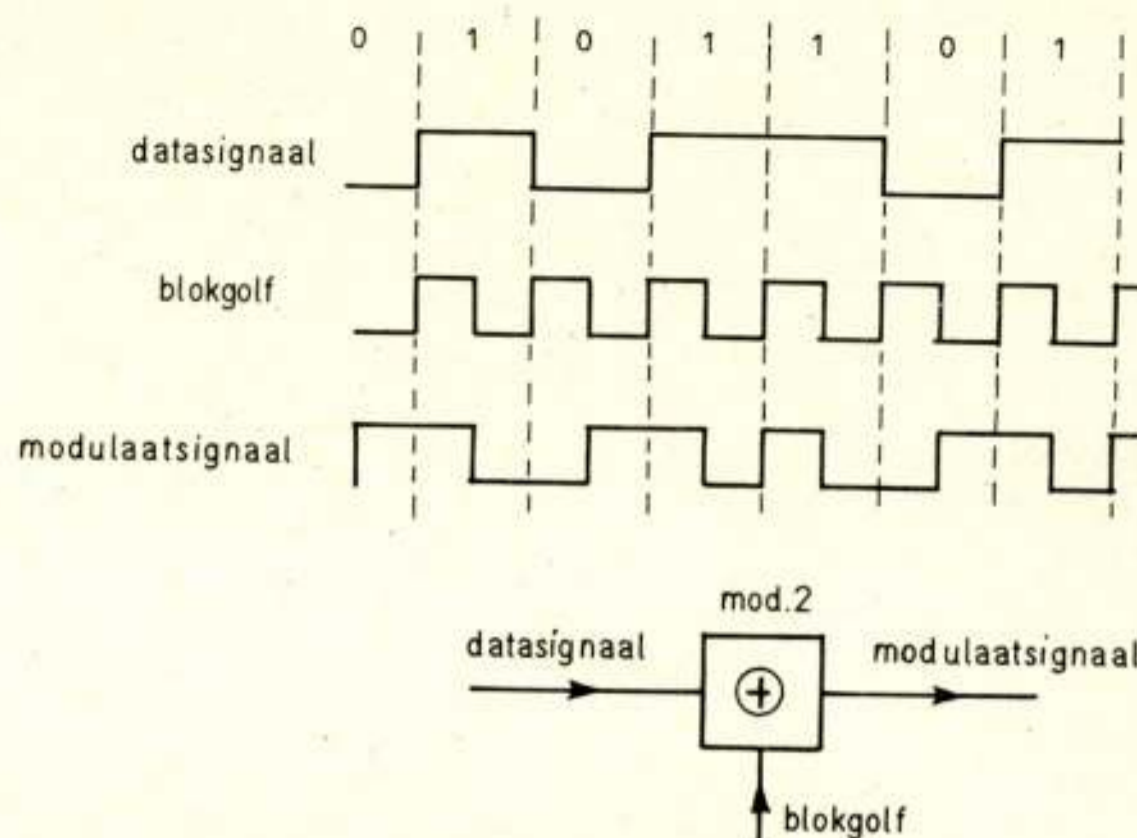 0 1 0 1 1 0 1
datasignaal
blokgolf
modulaatsignaal
mod.2
datasignaal
modulaatsignaal
+
blokgolf